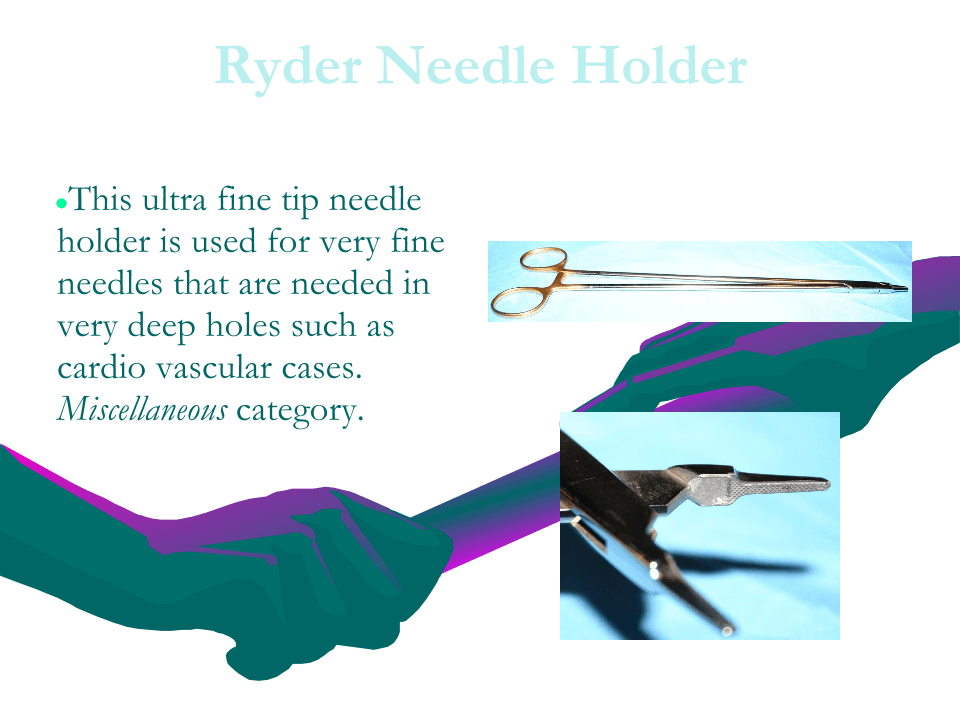 Ryder Needle Holder
•This ultra fine tip needle
holder is used for very fine
needles that are needed in
very deep holes such as
cardio vascular cases.
Miscellaneous category.